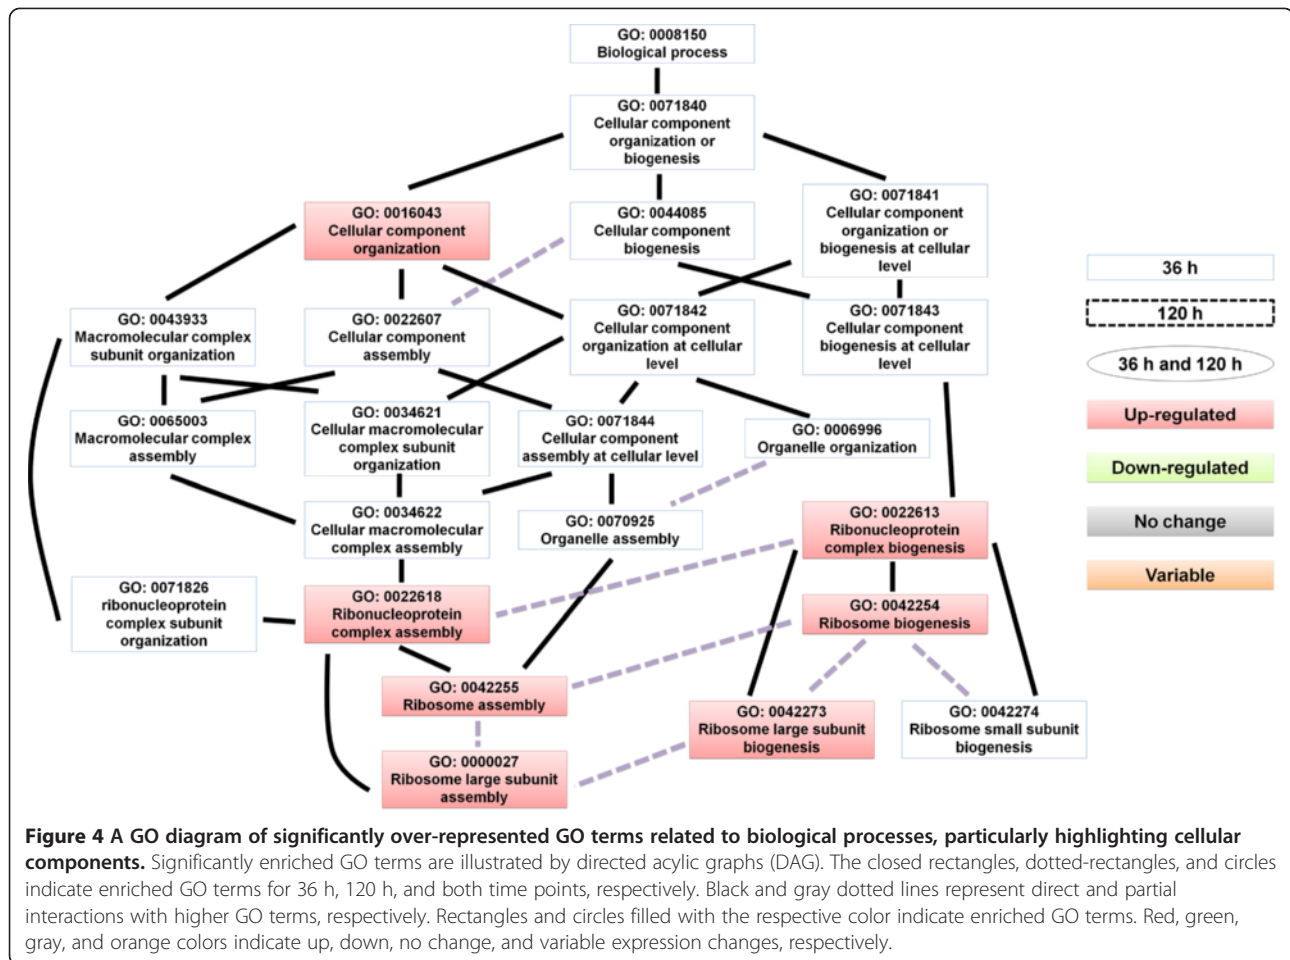 GO: 0008150
Biological process
GO: 0071840
Cellular component
organization or
biogenesis
GO: 0016043
Cellular component
organization
GO: 0044085
Cellular component
biogenesis
GO: 0071841
Cellular component
organization or
biogenesis at cellular
level
GO: 0043933
Macromolecular complex
subunit organization
GO: 0022607
Cellular component
assembly
GO: 0071842
Cellular component
organization at cellular
level
GO: 0071843
Cellular component
biogenesis at cellular
level
GO: 0065003
Macromolecular complex
assembly
GO: 0034621
Cellular macromolecular
complex subunit
organization
GO: 0071844
Cellular component
assembly at cellular level
GO: 0006996
Organelle organization
GO: 0034622
Cellular macromolecular
complex assembly
GO: 0070925
Organelle assembly
GO: 0022613
Ribonucleoprotein
complex biogenesis
GO: 0071826
ribonucleoprotein
complex subunit
organization
GO: 0022618
Ribonucleoprotein
complex assembly
GO: 0042254
Ribosome biogenesis
GO: 0042255
Ribosome assembly
GO: 0042273
Ribosome large subunit
biogenesis
GO: 0042274
Ribosome small subunit
biogenesis
GO: 0000027
Ribosome large subunit
assembly
36 h
120 h
36 h and 120 h
Up-regulated
Down-regulated
No change
Variable
Figure 4 A GO diagram of significantly over-represented GO terms related to biological processes, particularly highlighting cellular
components. Significantly enriched GO terms are illustrated by directed acylic graphs (DAG). The closed rectangles, dotted-rectangles, and circles
indicate enriched GO terms for 36 h, 120 h, and both time points, respectively. Black and gray dotted lines represent direct and partial
interactions with higher GO terms, respectively. Rectangles and circles filled with the respective color indicate enriched GO terms. Red, green,
gray, and orange colors indicate up, down, no change, and variable expression changes, respectively.